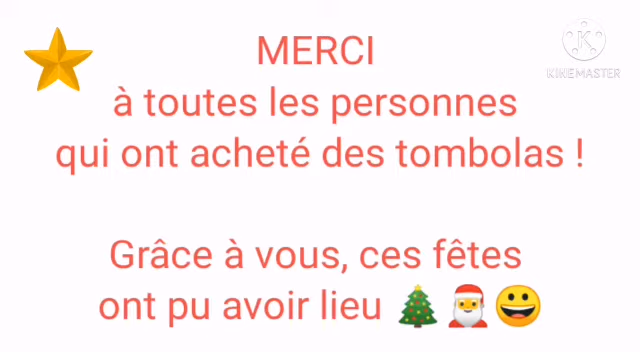 MERCI
KINEMASTER
à toutes les personnes
qui ont acheté des tombolas !
Grâce à vous, ces fêtes
ont pu avoir lieu 🎄🎅😀